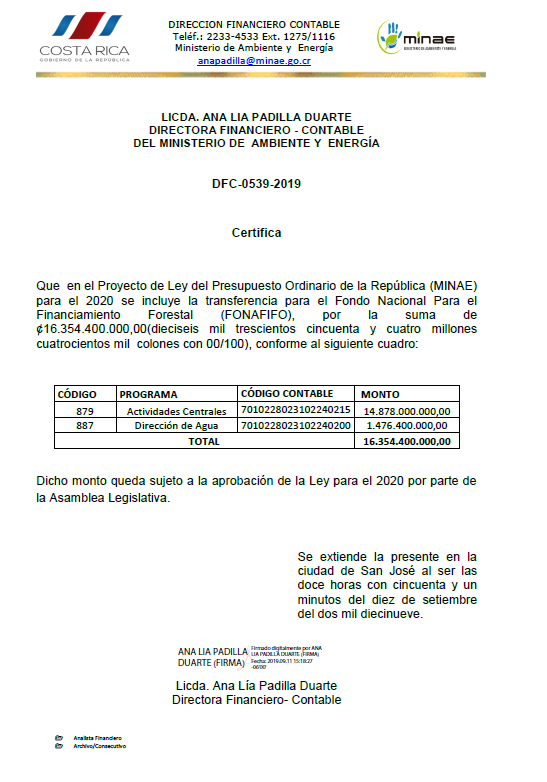 COSTA RICA
GOBIERNO DE LA REPÚBLICA
DIRECCION FINANCIERO CONTABLE
Teléf.: 2233-4533 Ext. 1275/1116
Ministerio de Ambiente y Energía
anapadilla@minae.go.cr
minae
MINISTERIO DE AMBIENTE Y ENERGÍA
LICDA. ANA LIA PADILLA DUARTE
DIRECTORA FINANCIERO - CONTABLE
DEL MINISTERIO DE AMBIENTE Y ENERGÍA
DFC-0539-2019
Certifica
Que en el Proyecto de Ley del Presupuesto Ordinario de la República (MINAE)
para el 2020 se incluye la transferencia para el Fondo Nacional Para el
Financiamiento Forestal (FONAFIFO), por la suma de
¢16.354.400.000,00(dieciseis mil trescientos cincuenta y cuatro millones
cuatrocientos mil colones con 00/100), conforme al siguiente cuadro:
CÓDIGO PROGRAMA CÓDIGO CONTABLE MONTO
879 Actividades Centrales 7010228023102240215 14.878.000.000,00
887 Dirección de Agua 7010228023102240200 1.476.400.000,00
TOTAL 16.354.400.000,00
Dicho monto queda sujeto a la aprobación de la Ley para el 2020 por parte de
la Asamblea Legislativa.
Se extiende la presente en la
ciudad de San José al ser las
doce horas con cincuenta y un
minutos del diez de setiembre
del dos mil diecinueve.
ANA LIA PADILLA
DUARTE (FIRMA)
Firmado digitalmente por ANA
LIA PADILLA DUARTE (FIRMA)
Fecha: 2019.09.11 15:18:27
-06'00'
Licda. Ana Lía Padilla Duarte
Directora Financiero- Contable
Analista Financiero
Archivo/Consecutivo